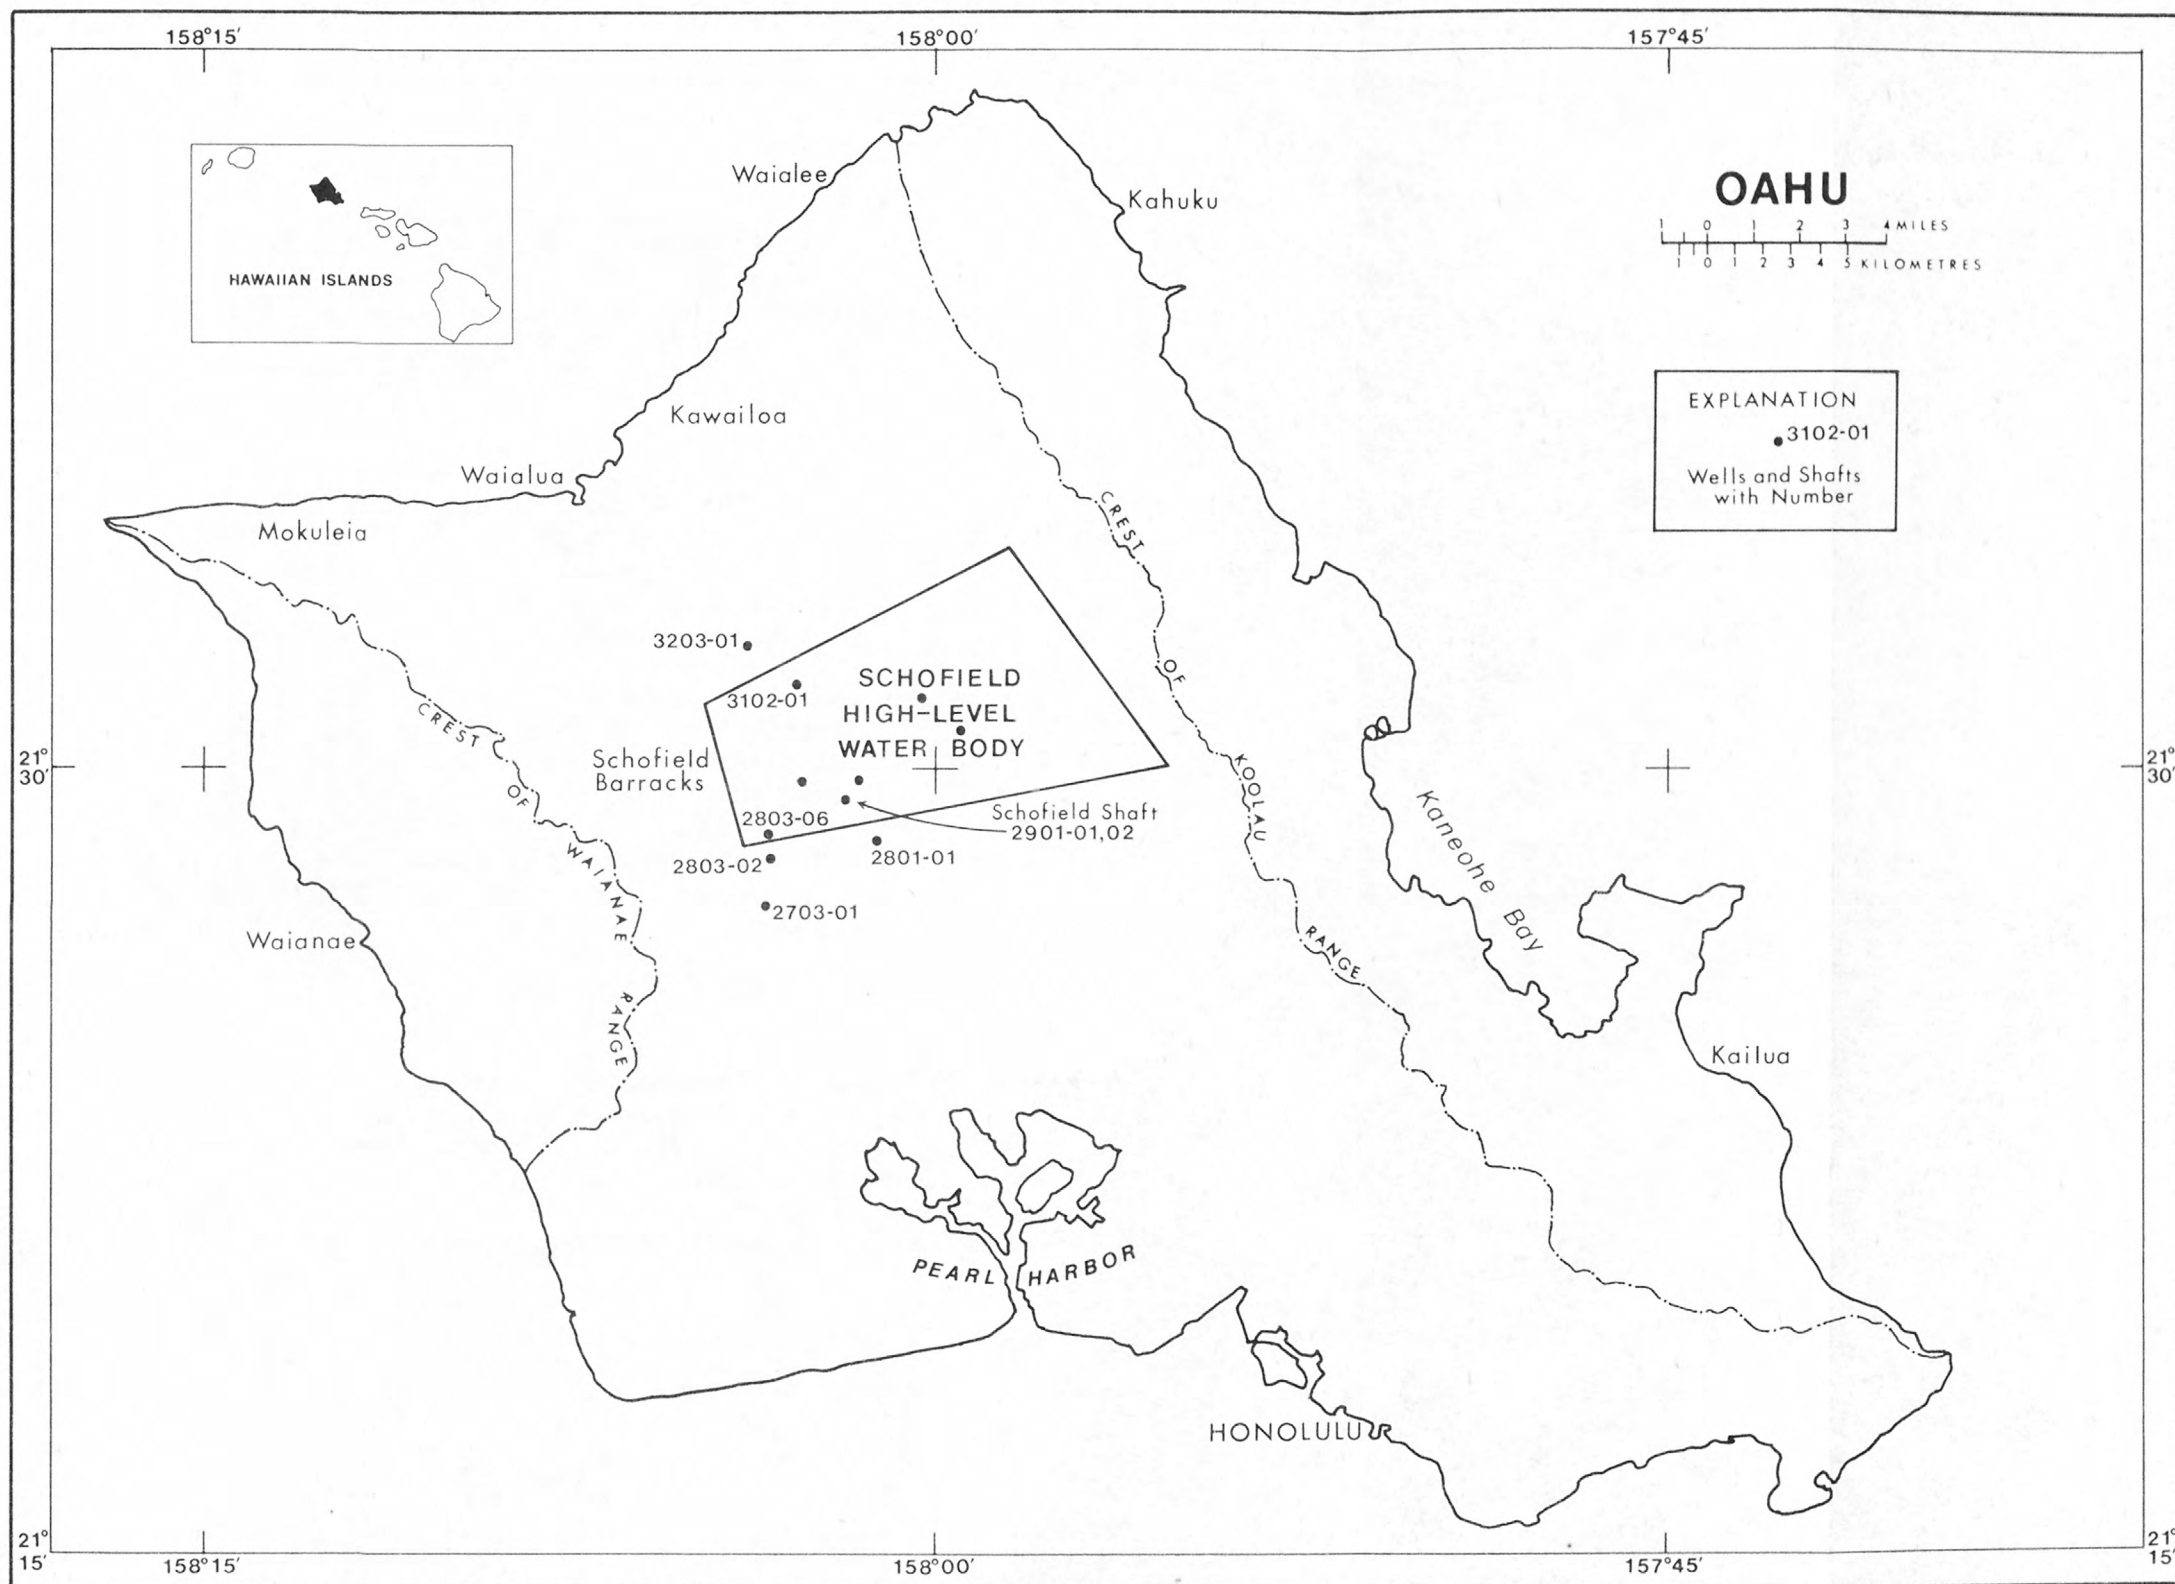 158°15′
158°00′
157°45′
HAWAIIAN ISLANDS
OAHU
1 0 1 2 3 4 MILES
1 0 1 2 3 4 5 KILOMETRES
EXPLANATION
3102-01
Wells and Shafts
with Number
Waialee
Kahuku
Kawailoa
Waialua
Mokuleia
CREST OF KOOLAU RANGE
CREST OF WAIANAE RANGE
3203-01
3102-01
SCHOFIELD
HIGH-LEVEL
WATER BODY
Schofield
Barracks
2803-06
Schofield Shaft
2901-01,02
2803-02
2801-01
2703-01
21°
30′
21°
30′
Kaneohe Bay
Waianae
Kailua
PEARL HARBOR
HONOLULU
21°
15′
21°
15′
158°15′
158°00′
157°45′